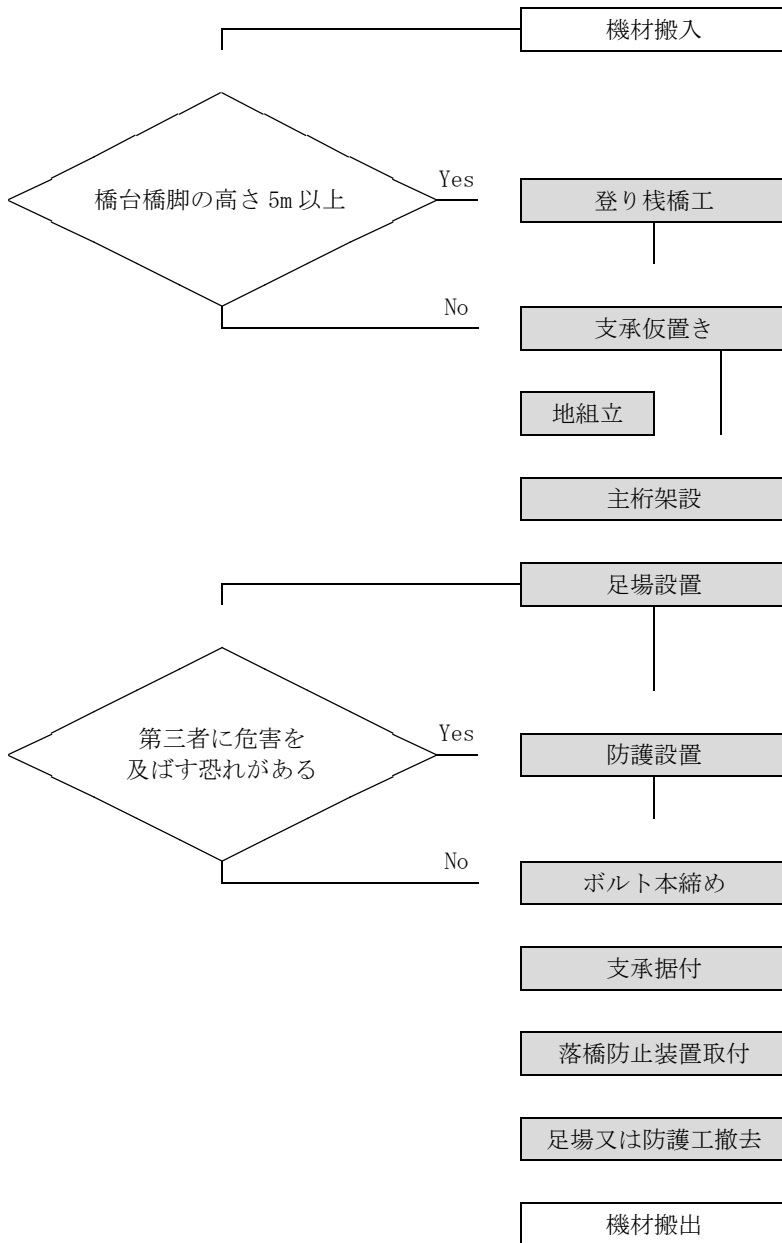 機材搬入
橋台橋脚の高さ 5m 以上
Yes
登り桟橋工
No
支承仮置き
地組立
主桁架設
足場設置
第三者に危害を
及ぼす恐れがある
Yes
防護設置
No
ボルト本締め
支承据付
落橋防止装置取付
足場又は防護工撤去
機材搬出